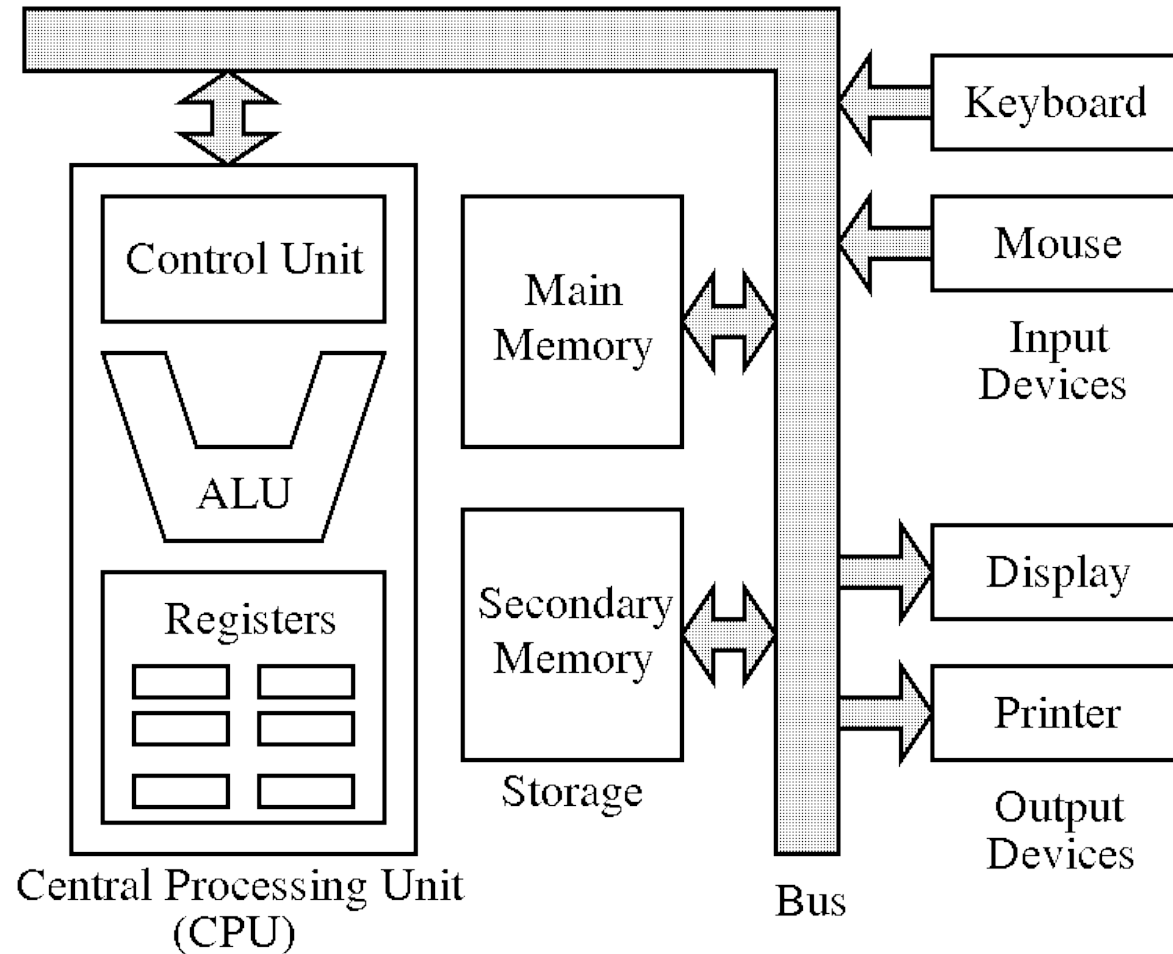 Control Unit
ALU
Registers
Central Processing Unit
(CPU)
Main
Memory
Secondary
Memory
Storage
Bus
Keyboard
Mouse
Input
Devices
Display
Printer
Output
Devices